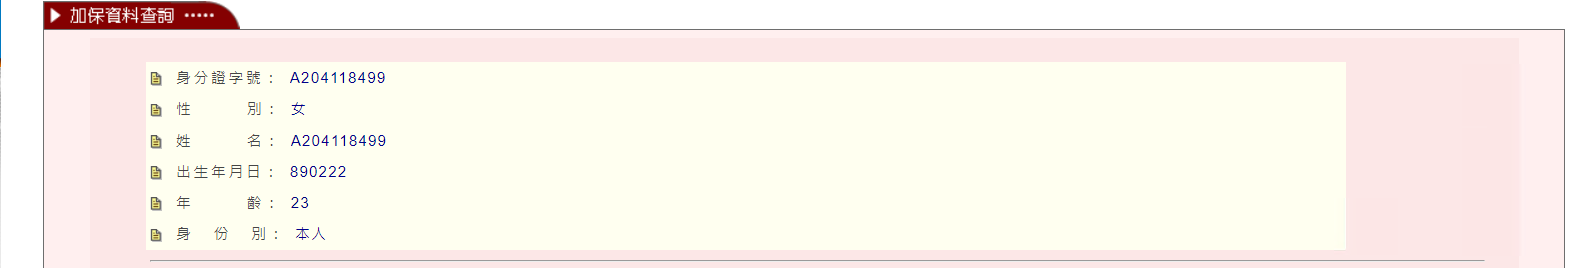 加保資料查詢 •••••
身分證字號： A204118499
性別： 女
姓名： A204118499
出生年月日： 890222
年齡： 23
身份別： 本人